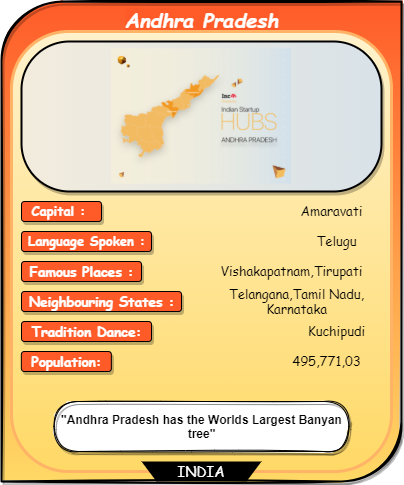 Andhra Pradesh
Inc42
Indian Startup
HUBS
ANDHRA PRADESH
Capital : Amaravati
Language Spoken : Telugu
Famous Places : Vishakapatnam,Tirupati
Neighbouring States : Telangana,Tamil Nadu,
Karnataka
Tradition Dance: Kuchipudi
Population: 495,771,03
"Andhra Pradesh has the Worlds Largest Banyan
tree"
INDIA